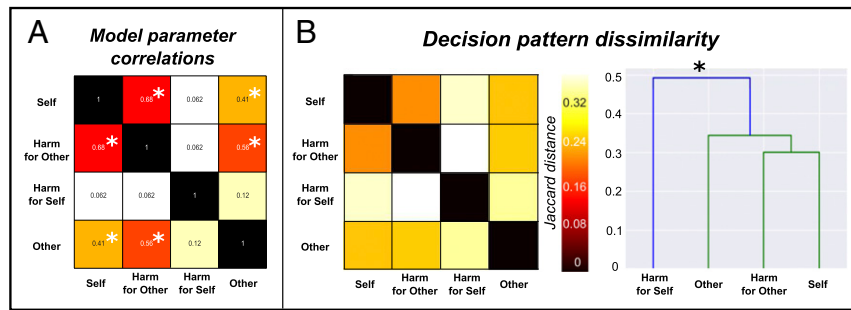 A
Model parameter
correlations
Self
1
0.68 *
0.062
0.41 *
Harm
for Other
0.68 *
1
0.062
0.56 *
Harm
for Self
0.062
0.062
1
0.12
Other
0.41 *
0.56 *
0.12
1
Self
Harm
for Other
Harm
for Self
Other
B
Decision pattern dissimilarity
Self
Harm
for Other
Harm
for Self
Other
Self
Harm
for Other
Harm
for Self
Other
Jaccard distance
0.32
0.24
0.16
0.08
0
*
0.5
0.4
0.3
0.2
0.1
0
Harm
for Self
Other
Harm
for Other
Self